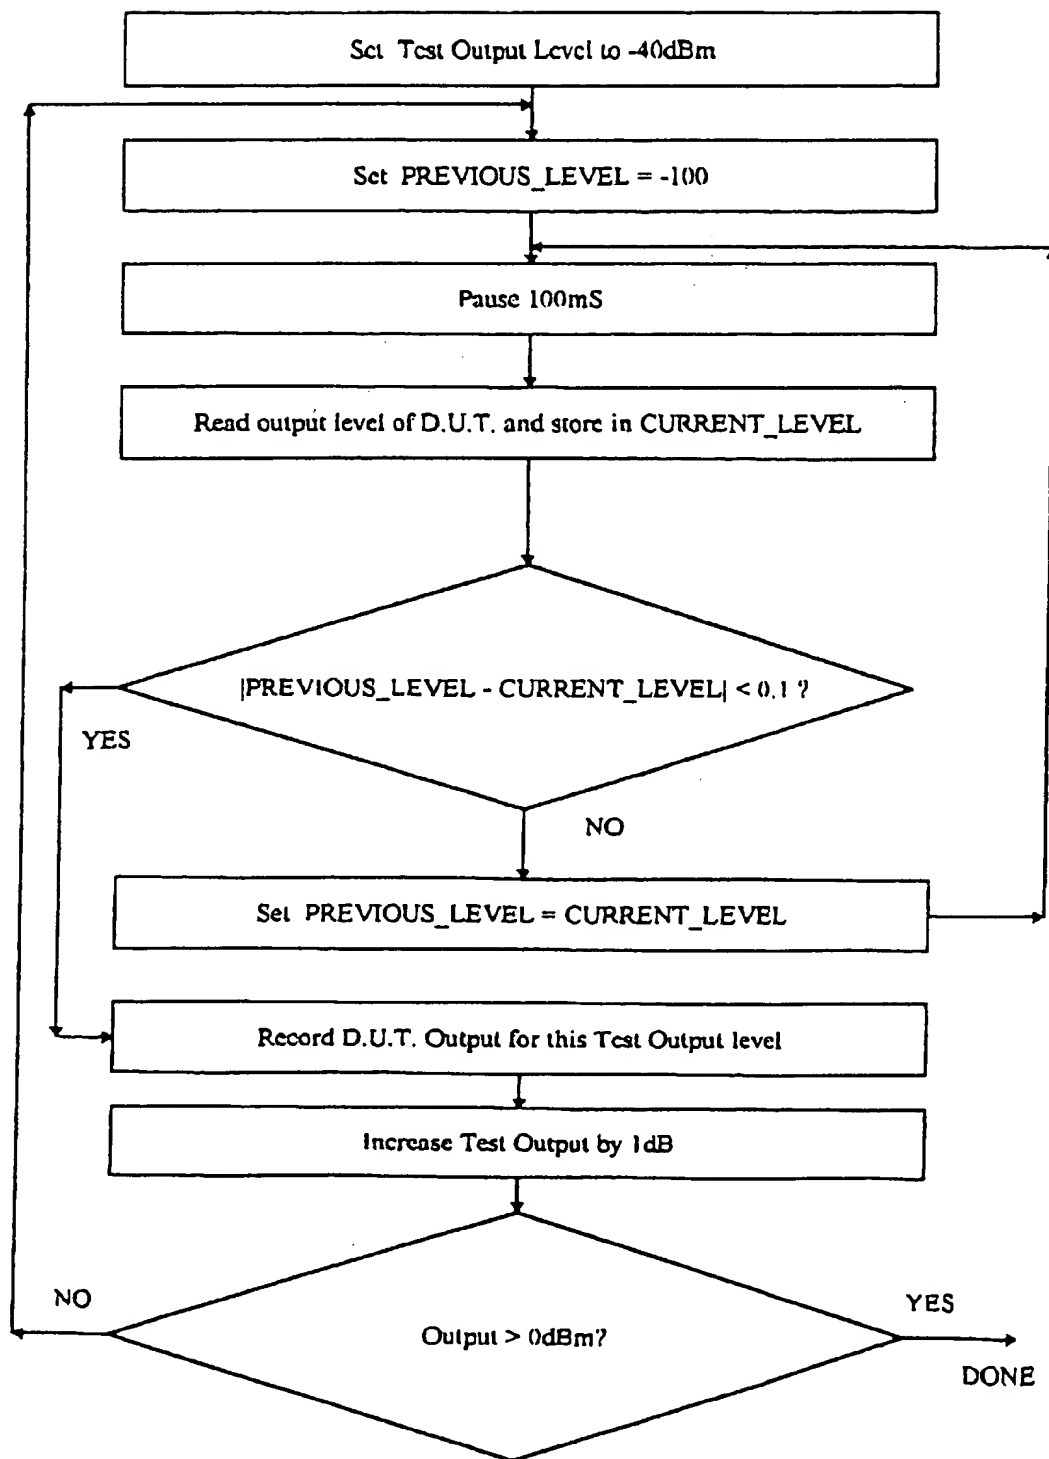 Set Test Output Level to -40dBm
Set PREVIOUS_LEVEL = -100
Pause 100mS
Read output level of D.U.T. and store in CURRENT_LEVEL
|PREVIOUS_LEVEL - CURRENT_LEVEL| < 0.1 ?
YES
NO
Set PREVIOUS_LEVEL = CURRENT_LEVEL
Record D.U.T. Output for this Test Output level
Increase Test Output by 1dB
NO
YES
Output > 0dBm?
DONE